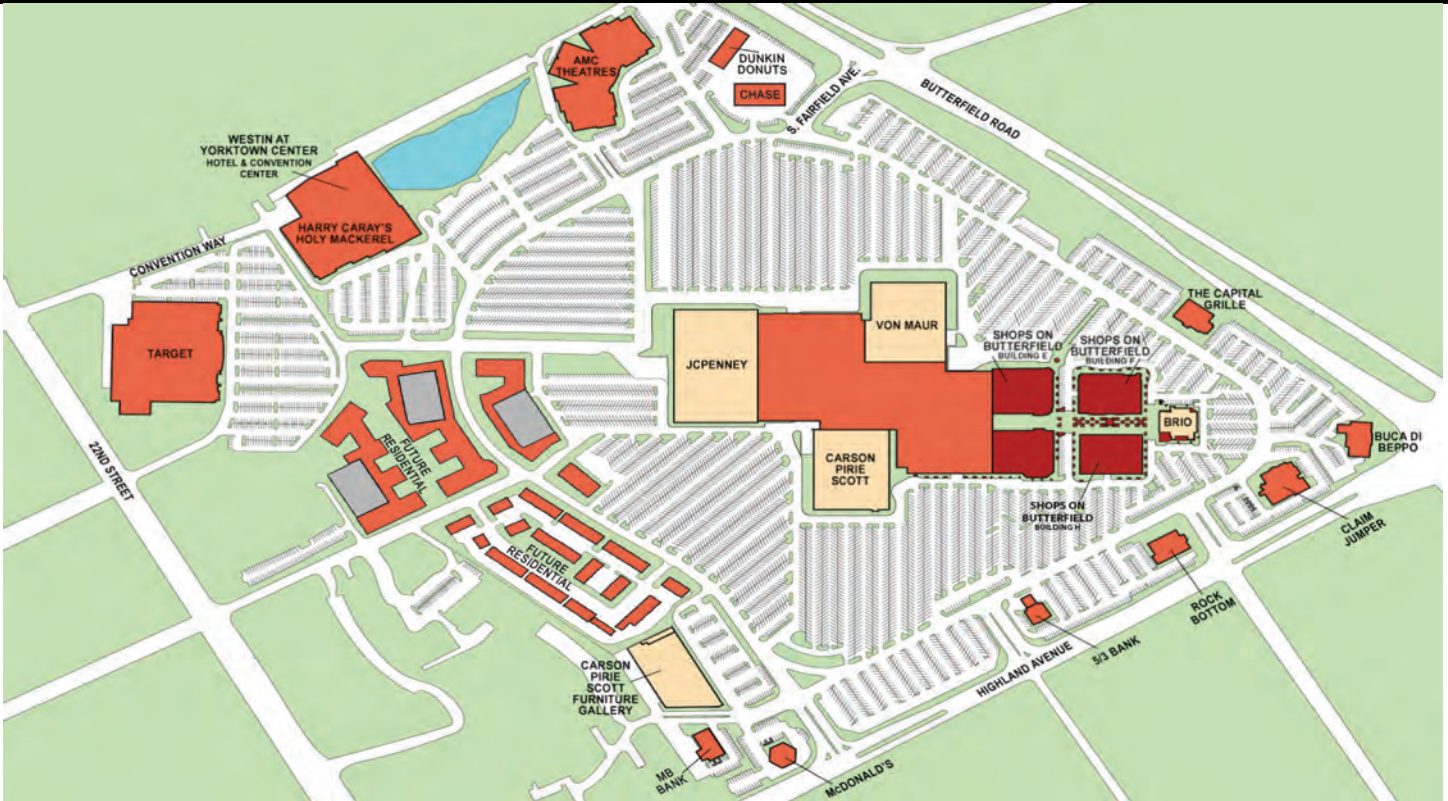 AMC
THEATRES
DUNKIN
DONUTS
CHASE
S. FAIRFIELD AVE.
BUTTERFIELD ROAD
WESTIN AT
YORKTOWN CENTER
HOTEL & CONVENTION
CENTER
HARRY CARAY'S
HOLY MACKEREL
CONVENTION WAY
THE CAPITAL
GRILLE
TARGET
VON MAUR
JCPENNEY
SHOPS ON
BUTTERFIELD
BUILDING E
SHOPS ON
BUTTERFIELD
BUILDING F
BRIO
BUCA DI
BEPPO
22ND STREET
FUTURE
RESIDENTIAL
CARSON
PIRIE
SCOTT
SHOPS ON
BUTTERFIELD
BUILDING H
CLAIM
JUMPER
FUTURE
RESIDENTIAL
ROCK
BOTTOM
5/3 BANK
HIGHLAND AVENUE
CARSON
PIRIE
SCOTT
FURNITURE
GALLERY
MB
BANK
McDONALD'S